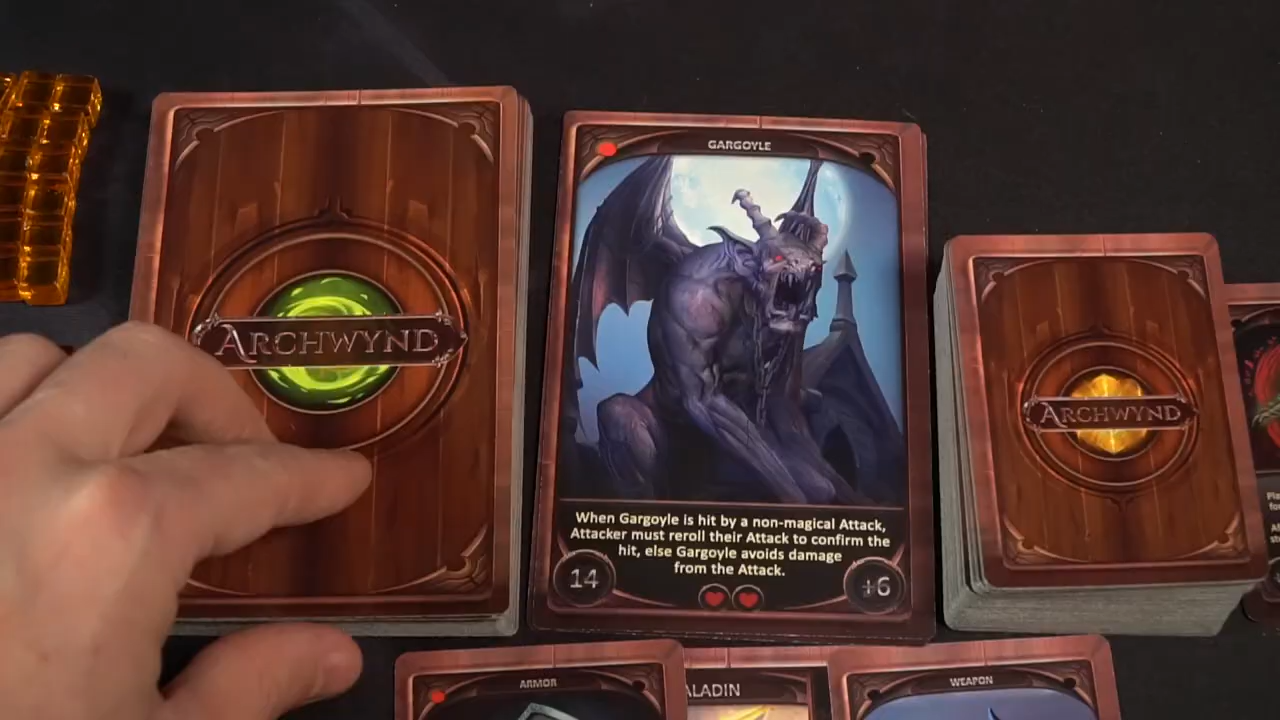 ARCHWYND
GARGOYLE
When Gargoyle is hit by a non-magical Attack,
Attacker must reroll their Attack to confirm the
hit, else Gargoyle avoids damage
from the Attack.
14
+6
ARCHWYND
ARMOR
ALADIN
WEAPON